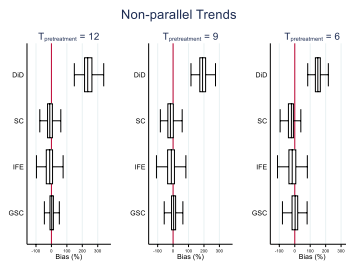 Non-parallel Trends
Tpretreatment = 12
DiD
SC
IFE
GSC
-100 0 100 200 300
Bias (%)
Tpretreatment = 9
DiD
SC
IFE
GSC
-100 0 100 200 300
Bias (%)
Tpretreatment = 6
DiD
SC
IFE
GSC
-100 0 100 200 300
Bias (%)